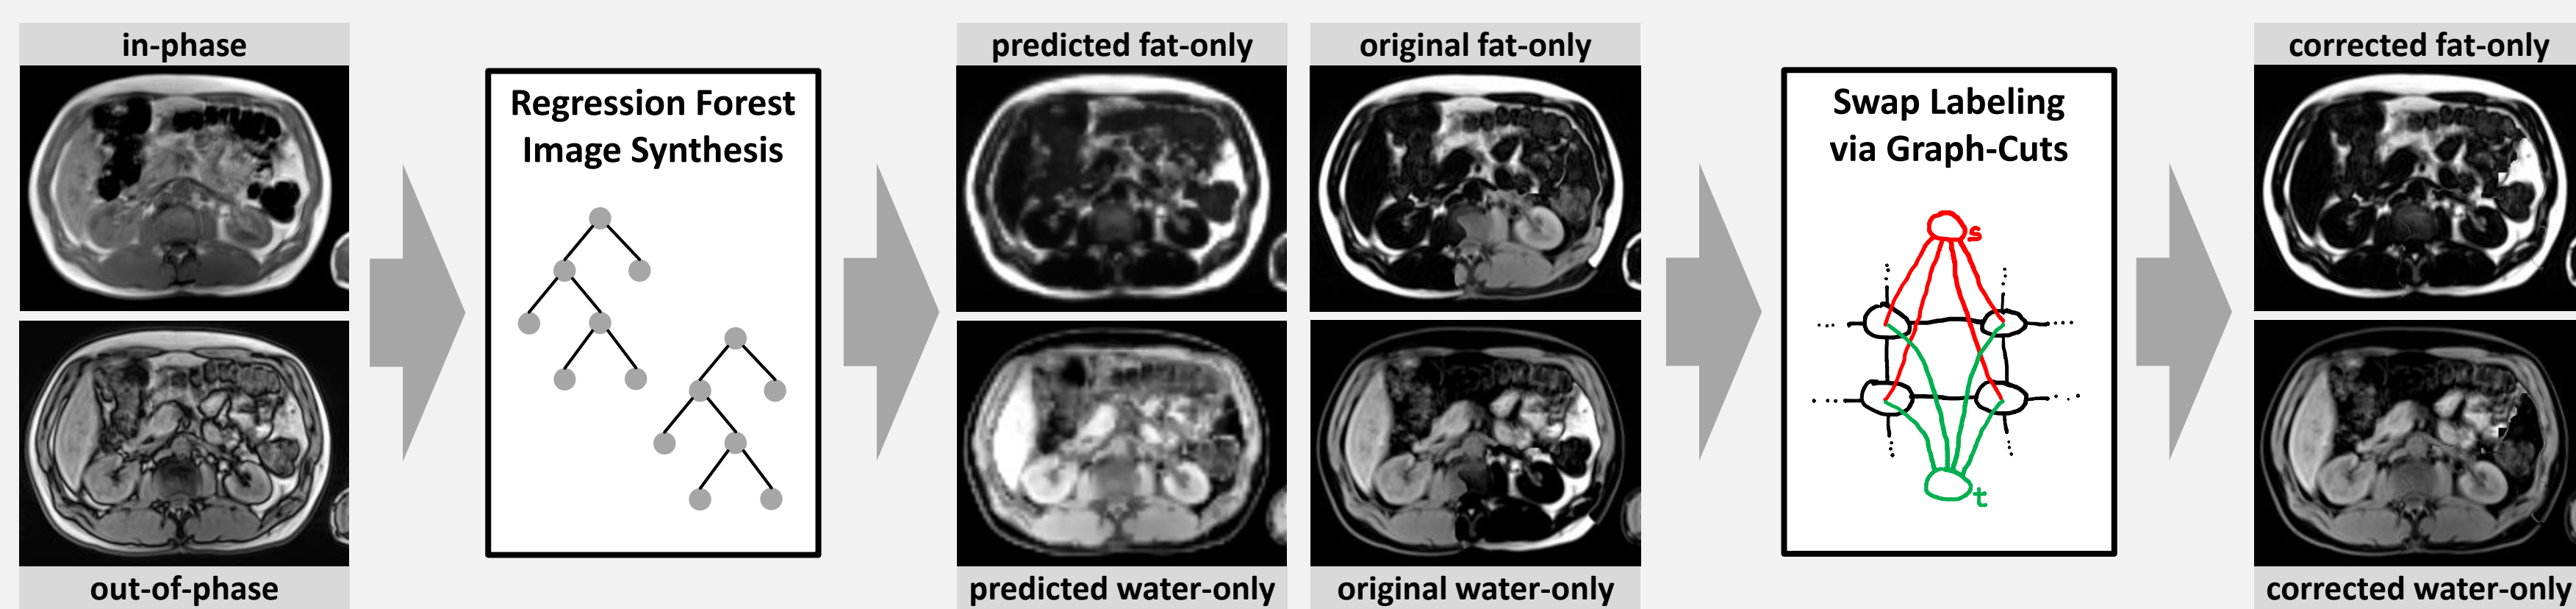 in-phase
out-of-phase
Regression Forest
Image Synthesis
predicted fat-only
original fat-only
predicted water-only
original water-only
Swap Labeling
via Graph-Cuts
s
t
corrected fat-only
corrected water-only